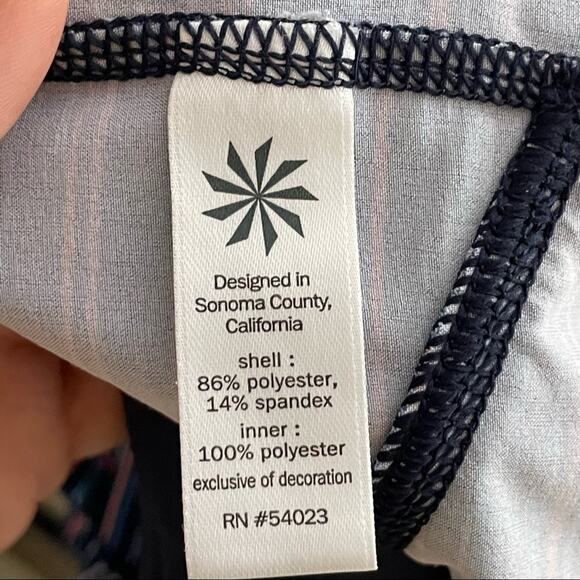 Designed in
Sonoma County,
California
shell :
86% polyester,
14% spandex
inner :
100% polyester
exclusive of decoration
RN #54023